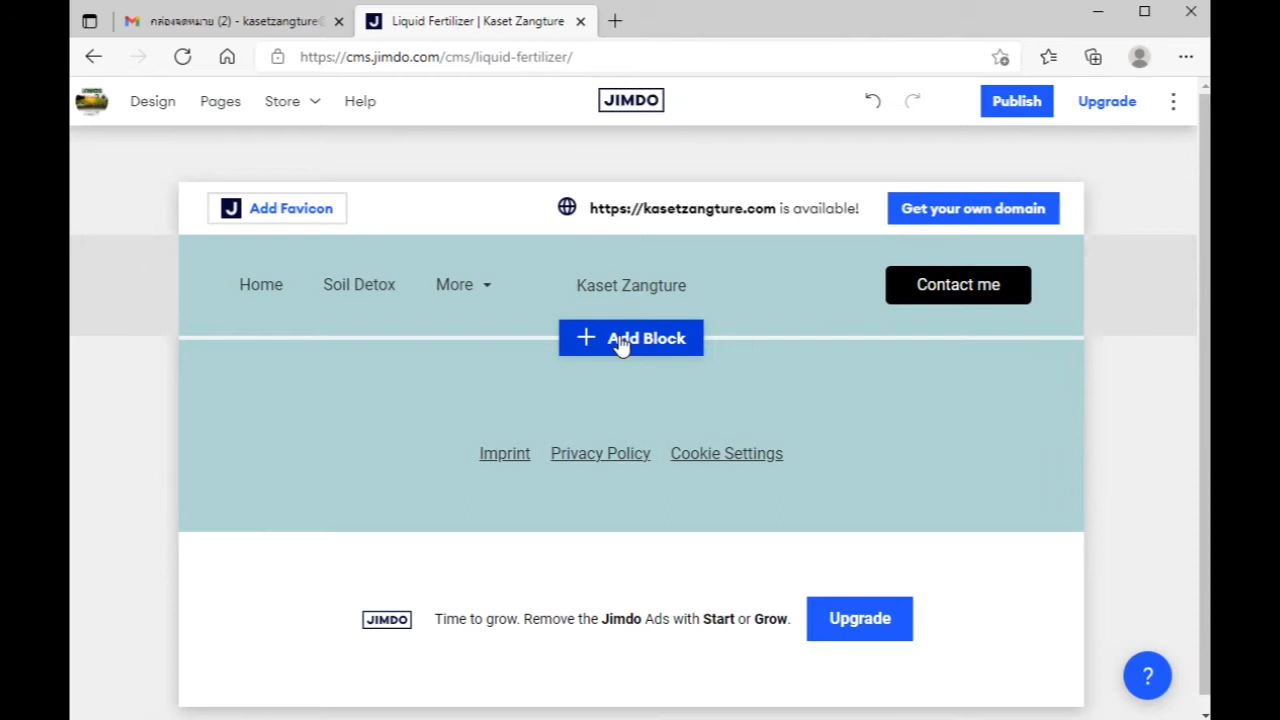 กล่องจดหมาย (2) - kasetzangture@
Liquid Fertilizer | Kaset Zangture
https://cms.jimdo.com/cms/liquid-fertilizer/
Design Pages Store Help JIMDO Publish Upgrade
J Add Favicon https://kasetzangture.com is available! Get your own domain
Home Soil Detox More Kaset Zangture Contact me
+ Add Block
Imprint Privacy Policy Cookie Settings
JIMDO Time to grow. Remove the Jimdo Ads with Start or Grow. Upgrade
?